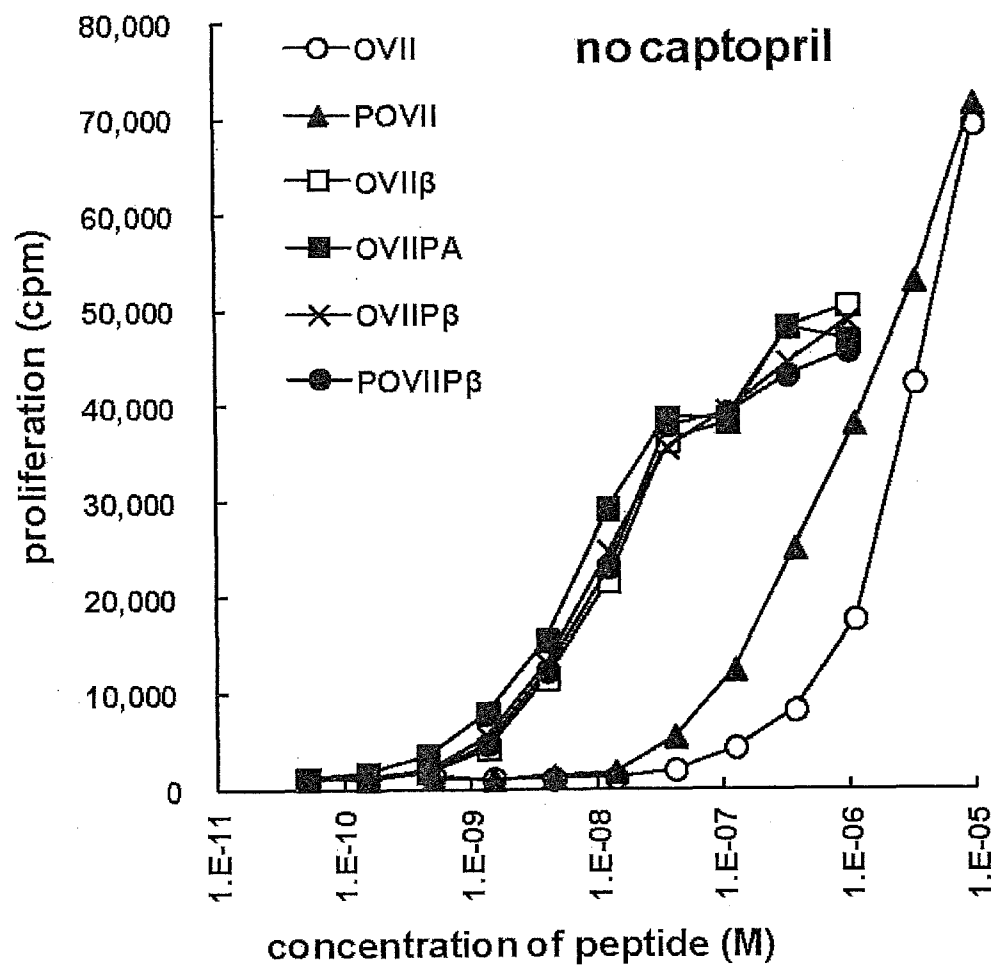 no captopril
OVII
POVII
OVIIβ
OVIIPA
OVIIPβ
POVIIPβ
proliferation (cpm)
80,000
70,000
60,000
50,000
40,000
30,000
20,000
10,000
0
1.E-11
1.E-10
1.E-09
1.E-08
1.E-07
1.E-06
1.E-05
concentration of peptide (M)